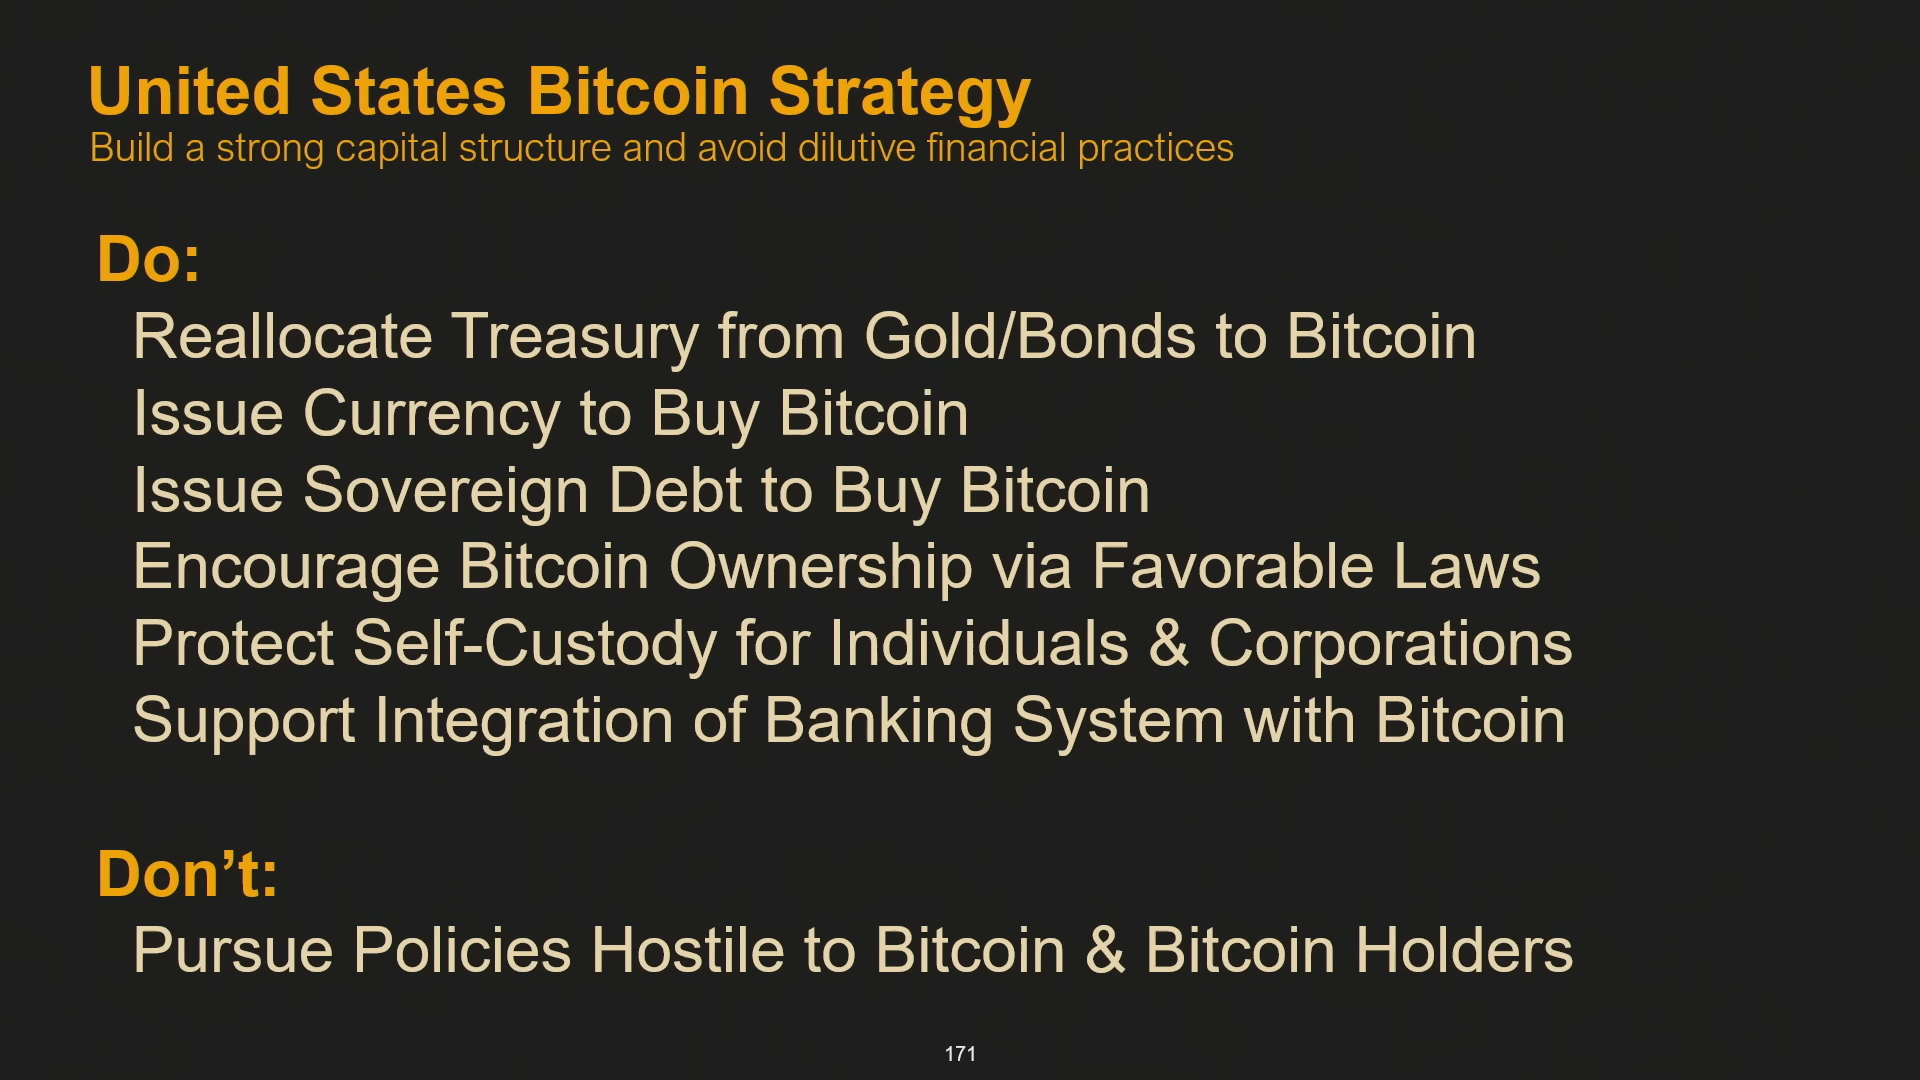 United States Bitcoin Strategy
Build a strong capital structure and avoid dilutive financial practices
Do:
Reallocate Treasury from Gold/Bonds to Bitcoin
Issue Currency to Buy Bitcoin
Issue Sovereign Debt to Buy Bitcoin
Encourage Bitcoin Ownership via Favorable Laws
Protect Self-Custody for Individuals & Corporations
Support Integration of Banking System with Bitcoin
Don’t:
Pursue Policies Hostile to Bitcoin & Bitcoin Holders
171